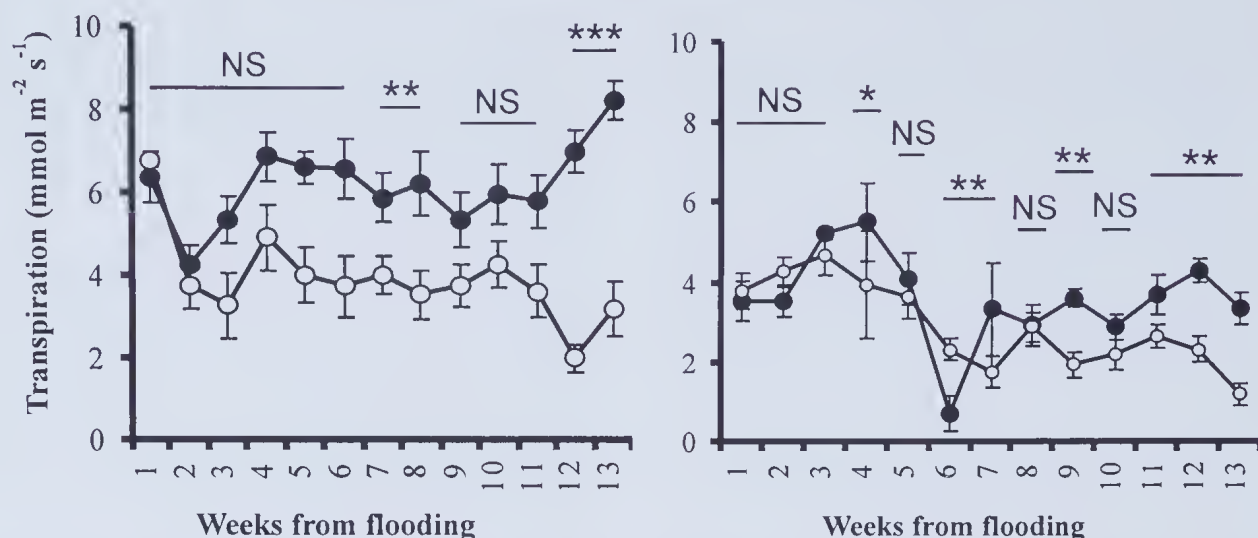 Transpiration (mmol m⁻² s⁻¹)
10
8
6
4
2
0
NS
**
NS
***
1 2 3 4 5 6 7 8 9 10 11 12 13
Weeks from flooding
10
8
6
4
2
0
NS
*
NS
**
NS
**
NS
**
1 2 3 4 5 6 7 8 9 10 11 12 13
Weeks from flooding